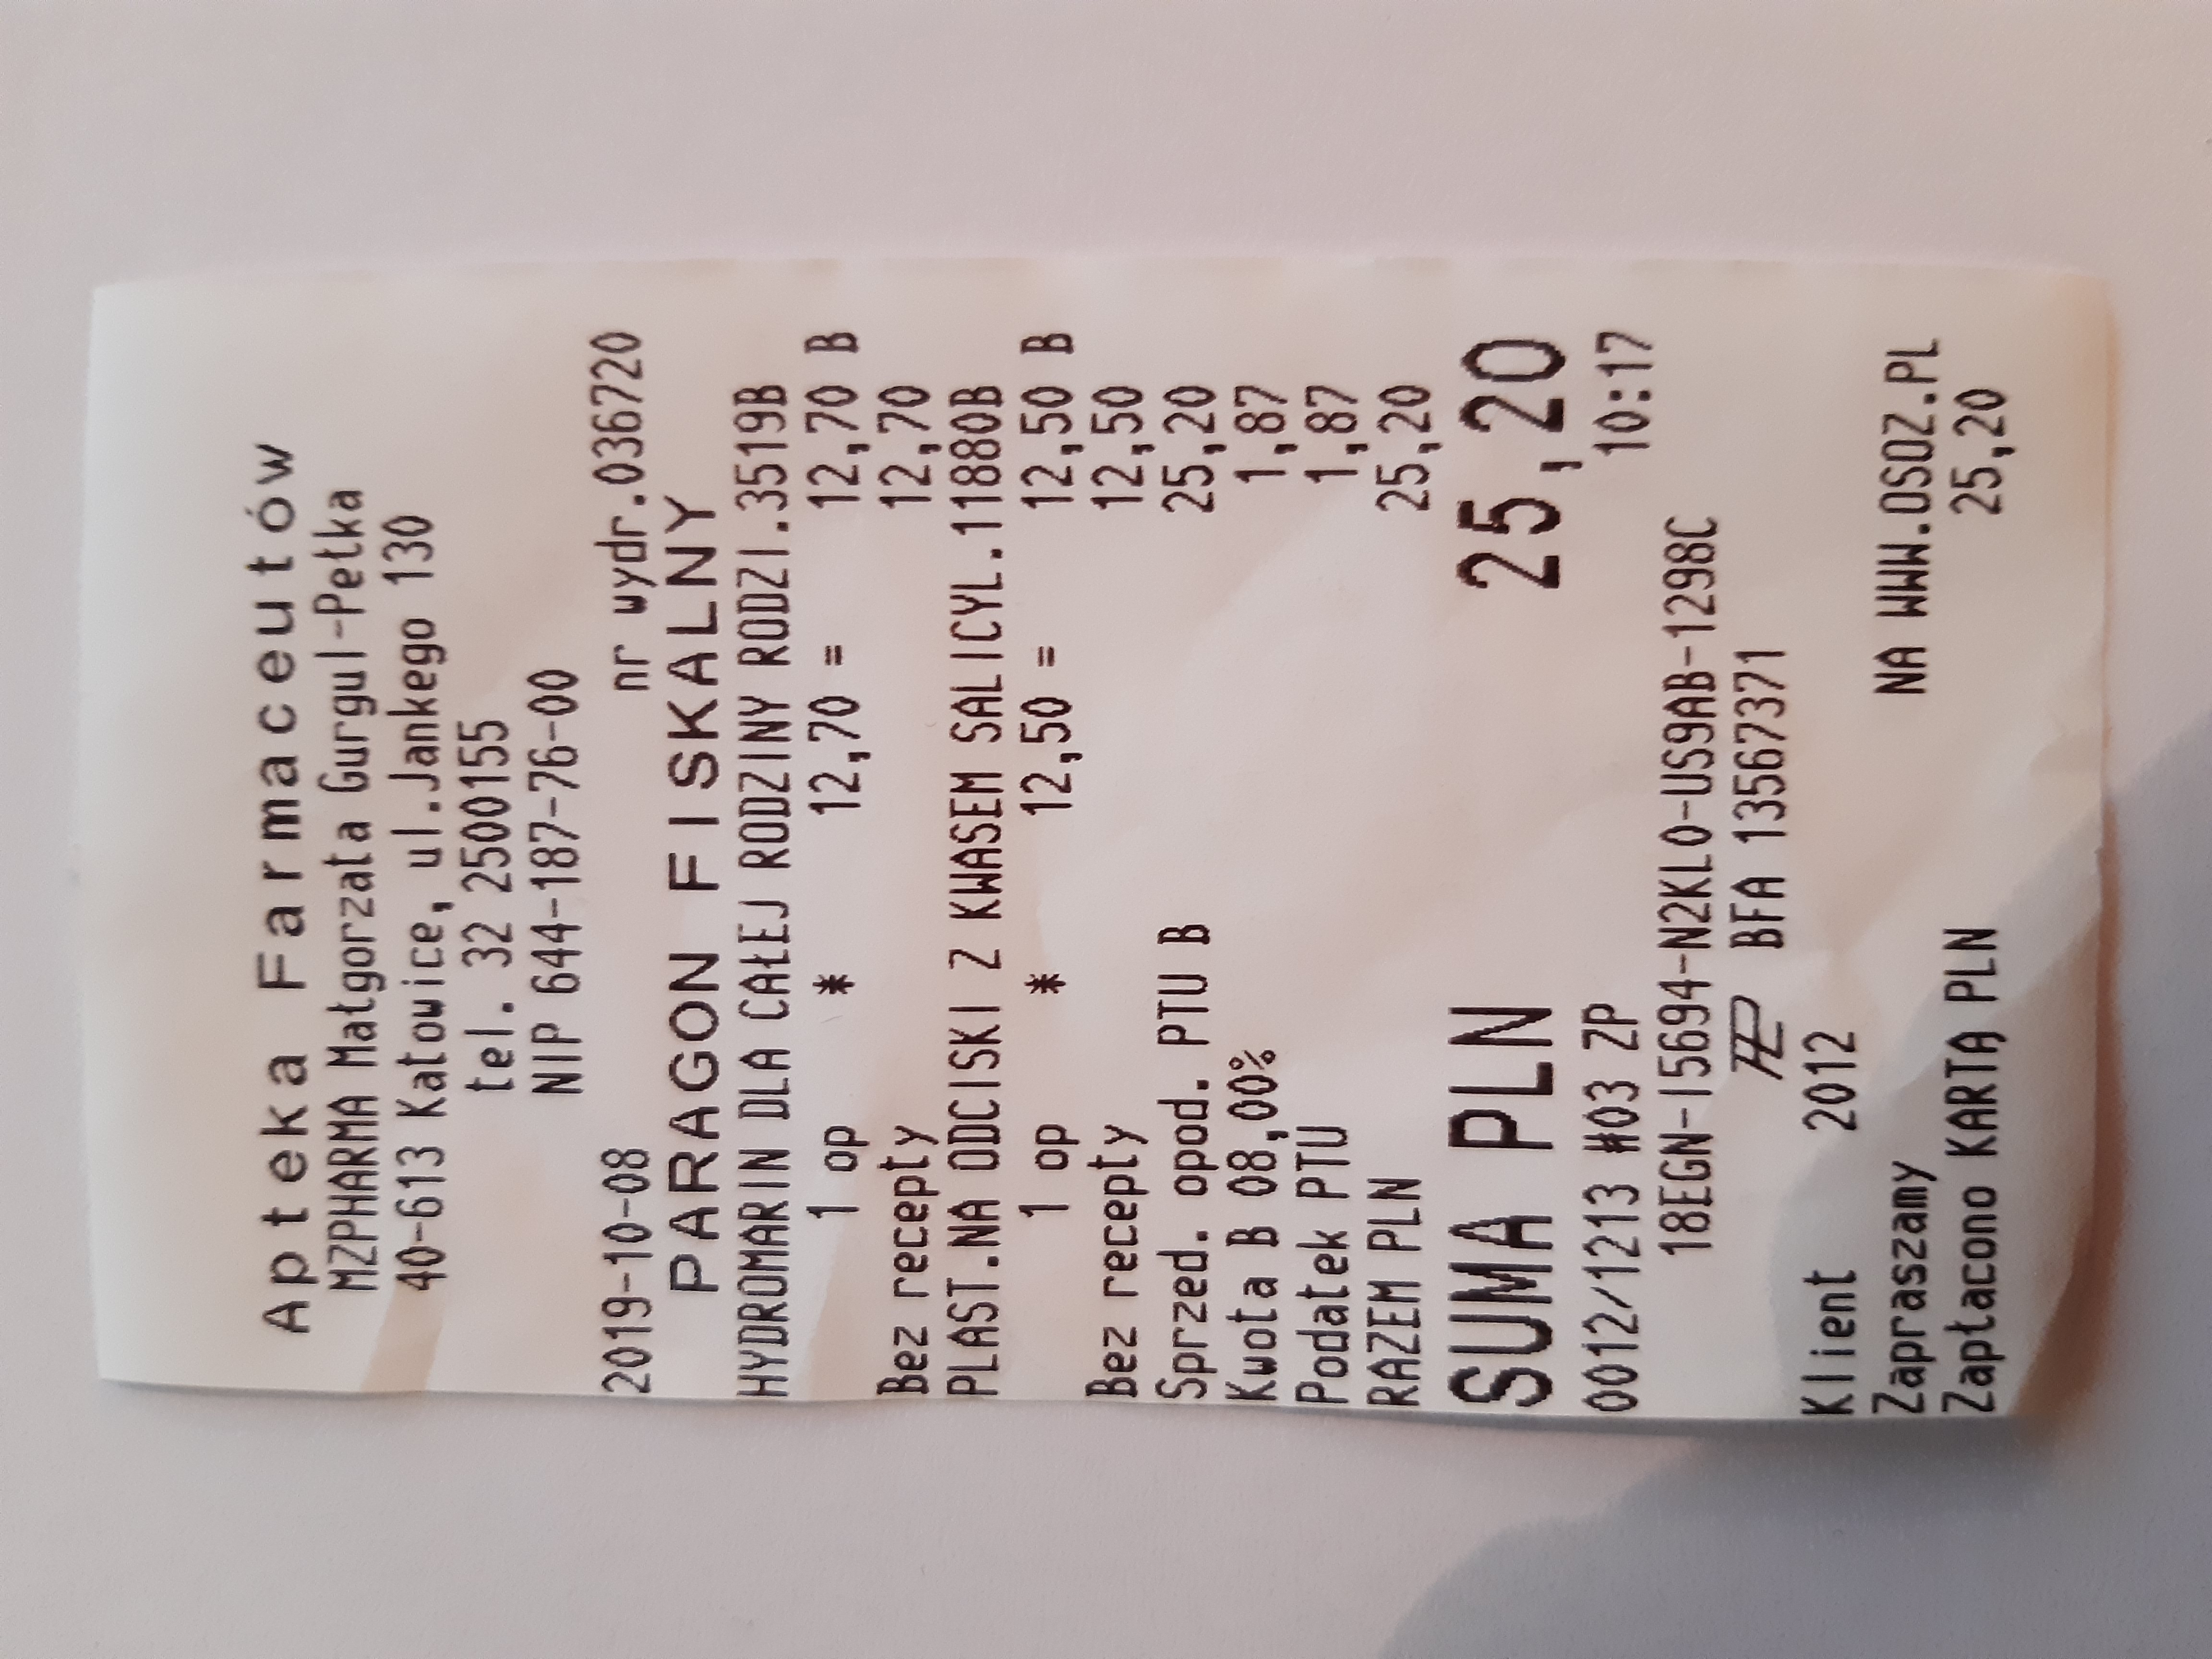 Apteka Farmaceutów
MZPHARMA Małgorzata Gurgul-Pełka
40-613 Katowice, ul.Jankego 130
tel. 32 2500155
NIP 644-187-76-00
2019-10-08 nr wydr.036720
PARAGON FISKALNY
HYDROMARIN DLA CAŁEJ RODZINY RODZI.3519B
1 op * 12,70 = 12,70 B
Bez recepty 12,70
PLAST.NA ODCISKI Z KWASEM SALICYL.11880B
1 op * 12,50 = 12,50 B
Bez recepty 12,50
Sprzed. opod. PTU B 25,20
Kwota B 08,00% 1,87
Podatek PTU 1,87
RAZEM PLN 25,20
SUMA PLN 25,20
0012/1213 #03 ZP 10:17
18EGN-I5694-N2KLO-US9AB-1298C
PL BFA 13567371
Klient 2012
Zapraszamy NA WWW.OSOZ.PL
Zapłacono KARTĄ PLN 25,20